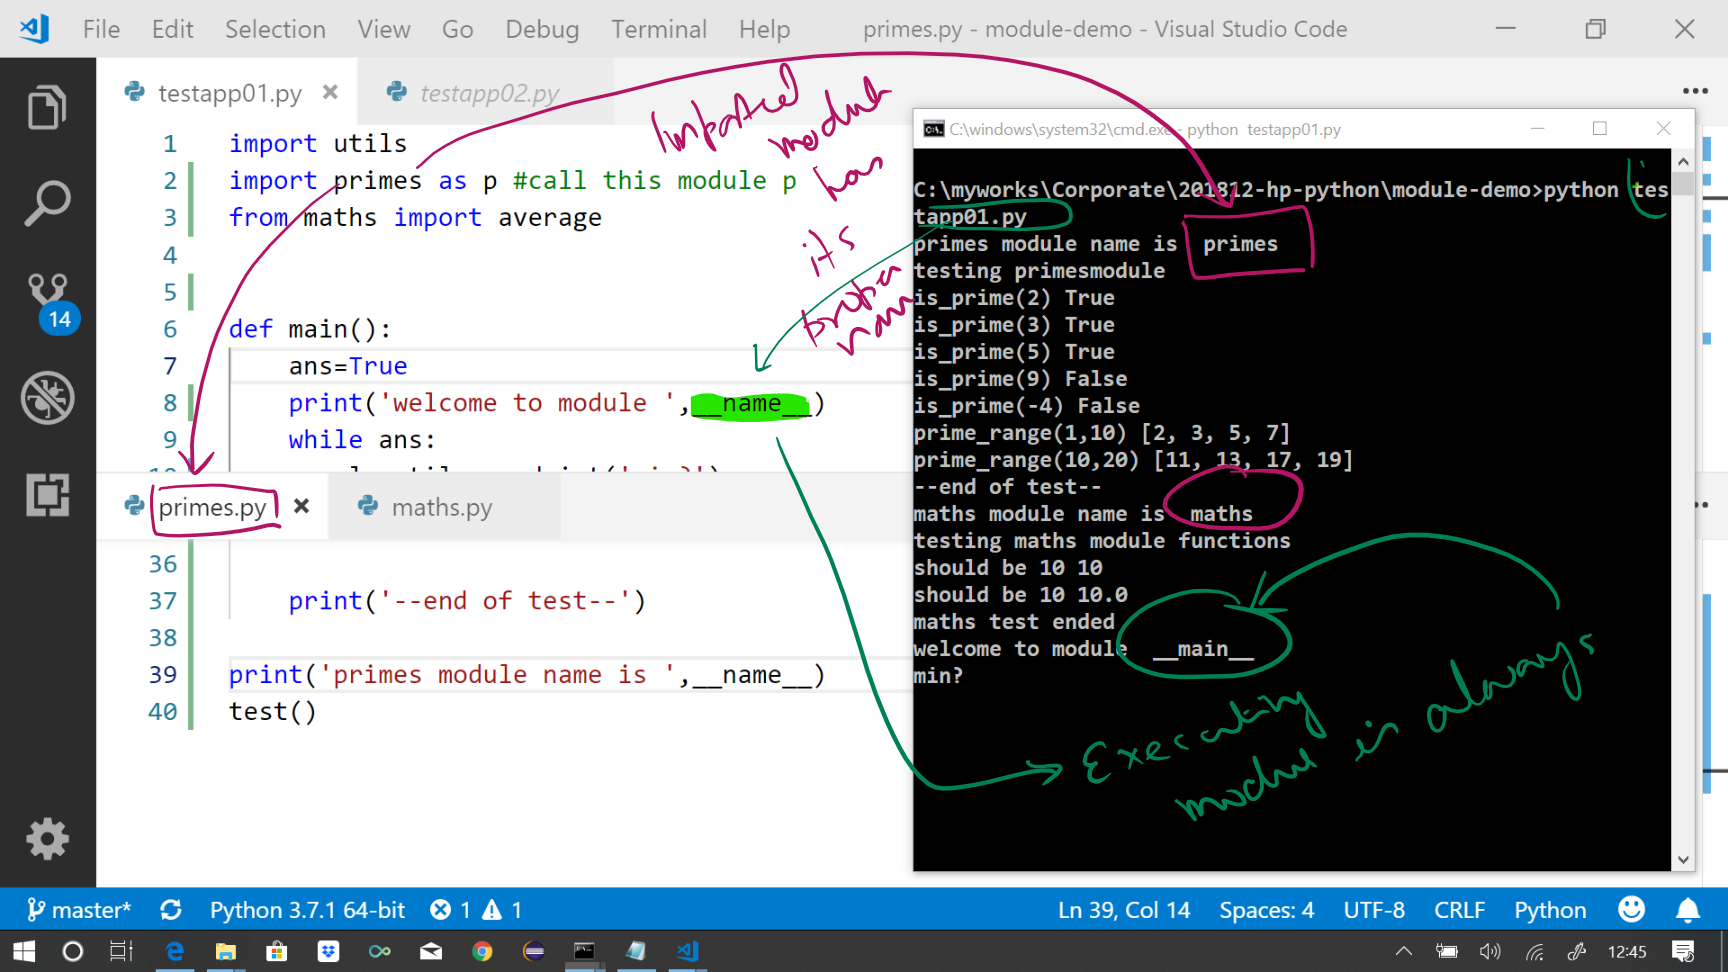 File Edit Selection View Go Debug Terminal Help primes.py - module-demo - Visual Studio Code
testapp01.py testapp02.py
1 import utils
2 import primes as p #call this module p
3 from maths import average
4
5
6 def main():
7 ans=True
8 print('welcome to module ',__name__)
9 while ans:
primes.py maths.py
36
37 print('--end of test--')
38
39 print('primes module name is ',__name__)
40 test()
Imported
module
has
its
proper
name
C:\windows\system32\cmd.exe - python testapp01.py
C:\myworks\Corporate\201812-hp-python\module-demo>python tes
tapp01.py
primes module name is primes
testing primesmodule
is_prime(2) True
is_prime(3) True
is_prime(5) True
is_prime(9) False
is_prime(-4) False
prime_range(1,10) [2, 3, 5, 7]
prime_range(10,20) [11, 13, 17, 19]
--end of test--
maths module name is maths
testing maths module functions
should be 10 10
should be 10 10.0
maths test ended
welcome to module __main__
min?
Executing
module is always
14
master* Python 3.7.1 64-bit 1 1 Ln 39, Col 14 Spaces: 4 UTF-8 CRLF Python
12:45